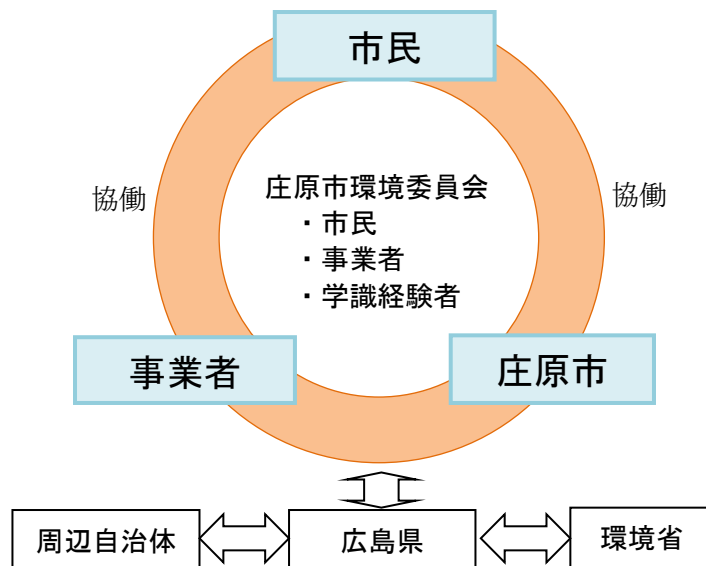 市民
協働
協働
庄原市環境委員会
・市民
・事業者
・学識経験者
事業者
庄原市
周辺自治体
広島県
環境省